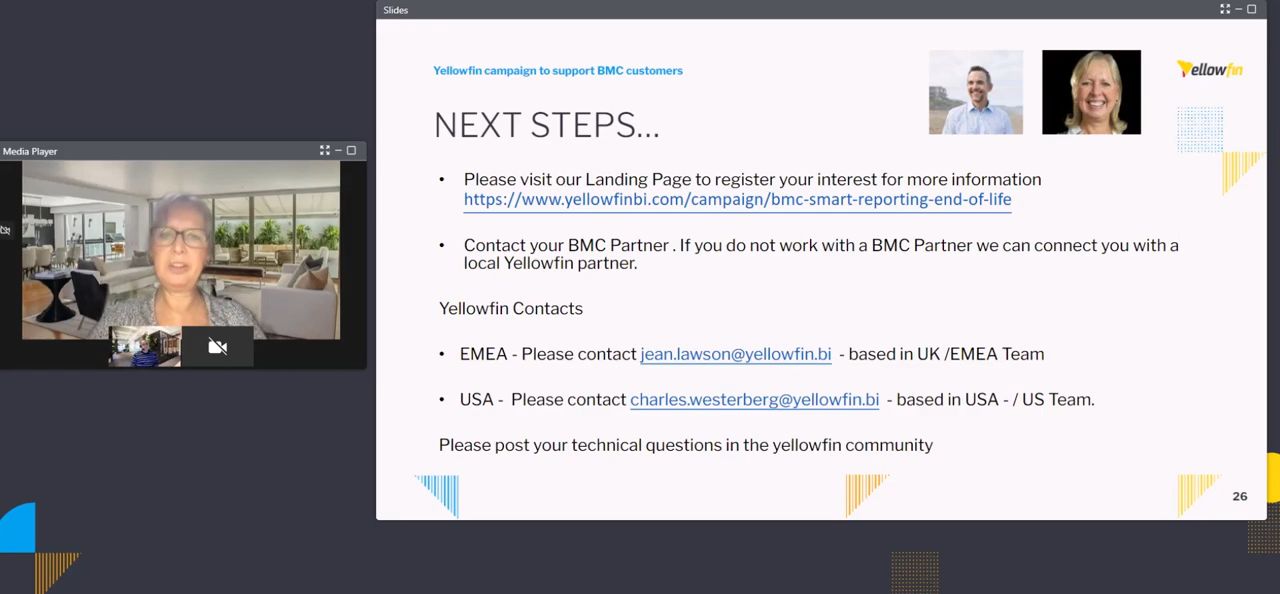 Slides
Yellowfin campaign to support BMC customers
Yellowfin
NEXT STEPS...
Media Player
• Please visit our Landing Page to register your interest for more information
https://www.yellowfinbi.com/campaign/bmc-smart-reporting-end-of-life
• Contact your BMC Partner . If you do not work with a BMC Partner we can connect you with a
local Yellowfin partner.
Yellowfin Contacts
• EMEA - Please contact jean.lawson@yellowfin.bi - based in UK /EMEA Team
• USA - Please contact charles.westerberg@yellowfin.bi - based in USA - / US Team.
Please post your technical questions in the yellowfin community
26